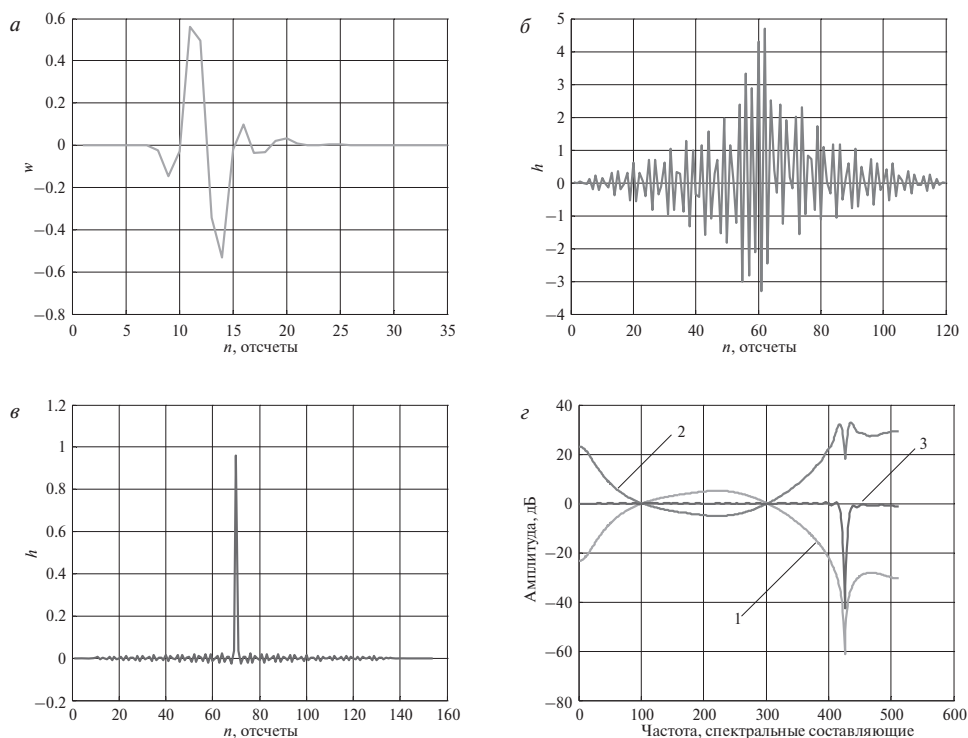 а
0.6
0.4
0.2
0
−0.2
−0.4
−0.6
−0.8
w
0 5 10 15 20 25 30 35
n, отсчеты
б
5
4
3
2
1
0
−1
−2
−3
−4
h
0 20 40 60 80 100 120
n, отсчеты
в
1.2
1
0.8
0.6
0.4
0.2
0
−0.2
h
0 20 40 60 80 100 120 140 160
n, отсчеты
г
40
20
0
−20
−40
−60
−80
Амплитуда, дБ
2
3
1
0 100 200 300 400 500 600
Частота, спектральные составляющие